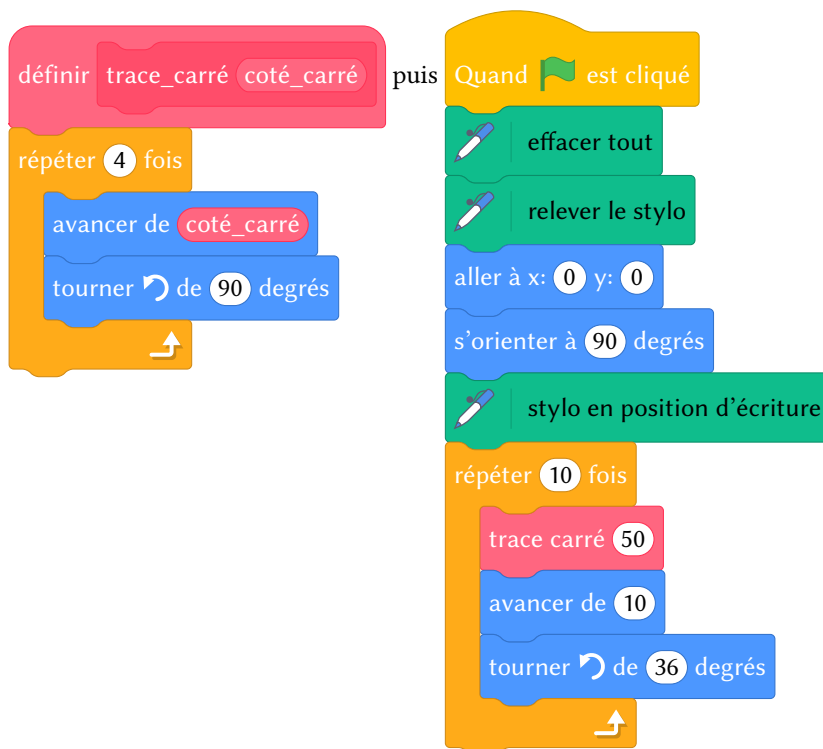 définir trace_carré coté_carré
répéter 4 fois
avancer de coté_carré
tourner de 90 degrés
puis
Quand est cliqué
effacer tout
relever le stylo
aller à x: 0 y: 0
s'orienter à 90 degrés
stylo en position d'écriture
répéter 10 fois
trace carré 50
avancer de 10
tourner de 36 degrés